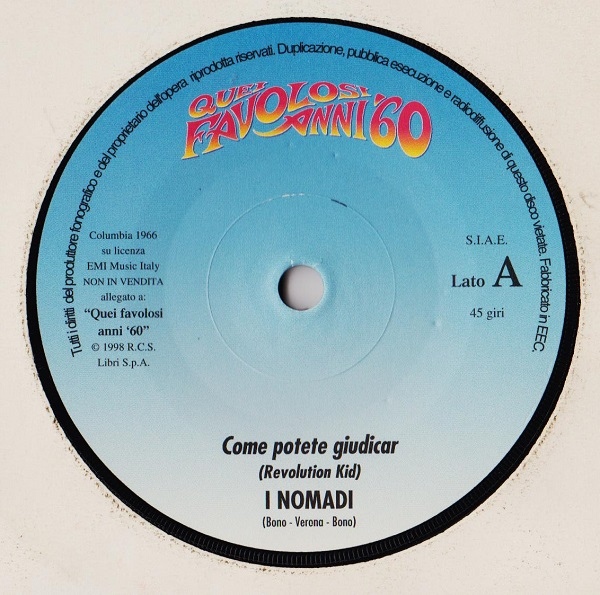 Tutti i diritti del produttore fonografico e del proprietario dell'opera riprodotta riservati. Duplicazione, pubblica esecuzione e radiodiffusione di questo disco vietate. Fabbricato in EEC.
QUEI
FAVOLOSI
ANNI '60
Columbia 1966
su licenza
EMI Music Italy
NON IN VENDITA
allegato a:
“Quei favolosi
anni ‘60”
© 1998 R.C.S.
Libri S.p.A.
S.I.A.E.
Lato A
45 giri
Come potete giudicar
(Revolution Kid)
I NOMADI
(Bono - Verona - Bono)